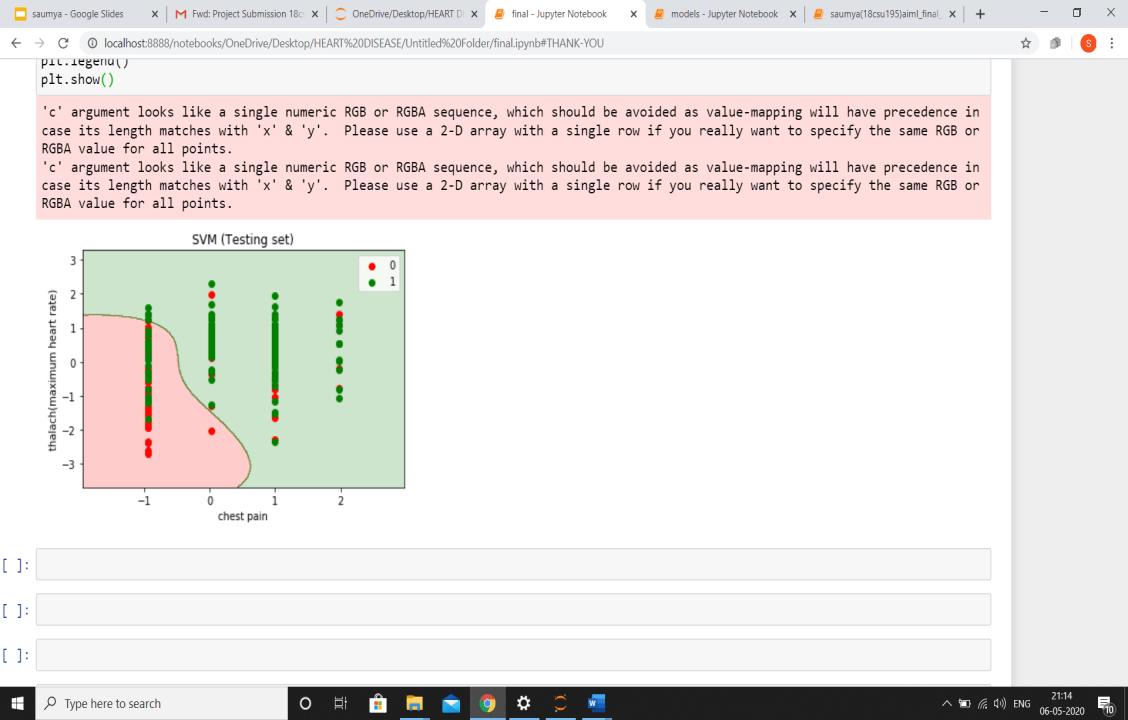 saumya - Google Slides
Fwd: Project Submission 18c
OneDrive/Desktop/HEART D
final - Jupyter Notebook
models - Jupyter Notebook
saumya(18csu195)aiml_final_
localhost:8888/notebooks/OneDrive/Desktop/HEART%20DISEASE/Untitled%20Folder/final.ipynb#THANK-YOU
S
plt.legend()
plt.show()
'c' argument looks like a single numeric RGB or RGBA sequence, which should be avoided as value-mapping will have precedence in
case its length matches with 'x' & 'y'.  Please use a 2-D array with a single row if you really want to specify the same RGB or
RGBA value for all points.
'c' argument looks like a single numeric RGB or RGBA sequence, which should be avoided as value-mapping will have precedence in
case its length matches with 'x' & 'y'.  Please use a 2-D array with a single row if you really want to specify the same RGB or
RGBA value for all points.
SVM (Testing set)
0
1
3
2
1
0
−1
−2
−3
thalach(maximum heart rate)
−1 0 1 2
chest pain
[ ]:
[ ]:
[ ]:
Type here to search
ENG
21:14
06-05-2020
10